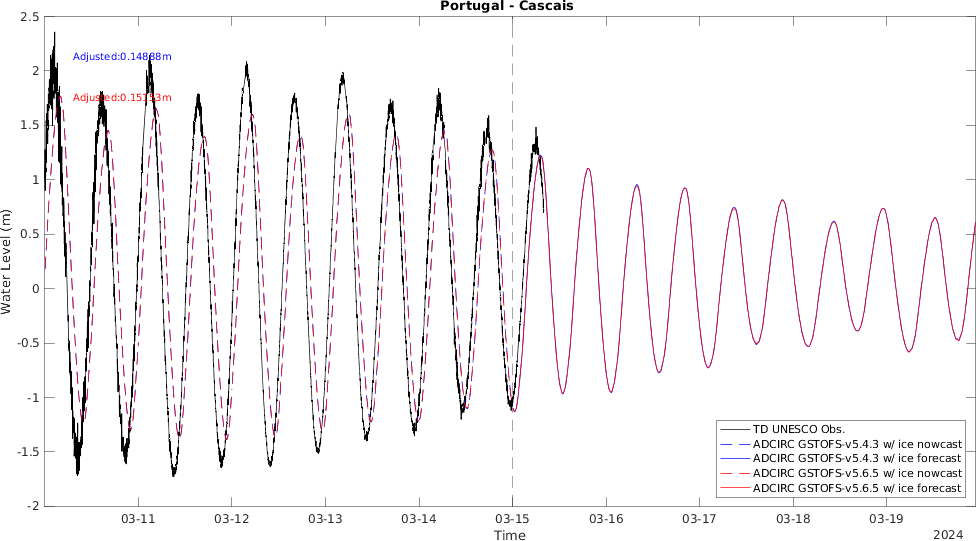 Portugal - Cascais
2.5
2
1.5
1
0.5
0
-0.5
-1
-1.5
-2
Water Level (m)
Adjusted:0.14888m
Adjusted:0.15153m
TD UNESCO Obs.
ADCIRC GSTOFS-v5.4.3 w/ ice nowcast
ADCIRC GSTOFS-v5.4.3 w/ ice forecast
ADCIRC GSTOFS-v5.6.5 w/ ice nowcast
ADCIRC GSTOFS-v5.6.5 w/ ice forecast
03-11 03-12 03-13 03-14 03-15 03-16 03-17 03-18 03-19
Time
2024